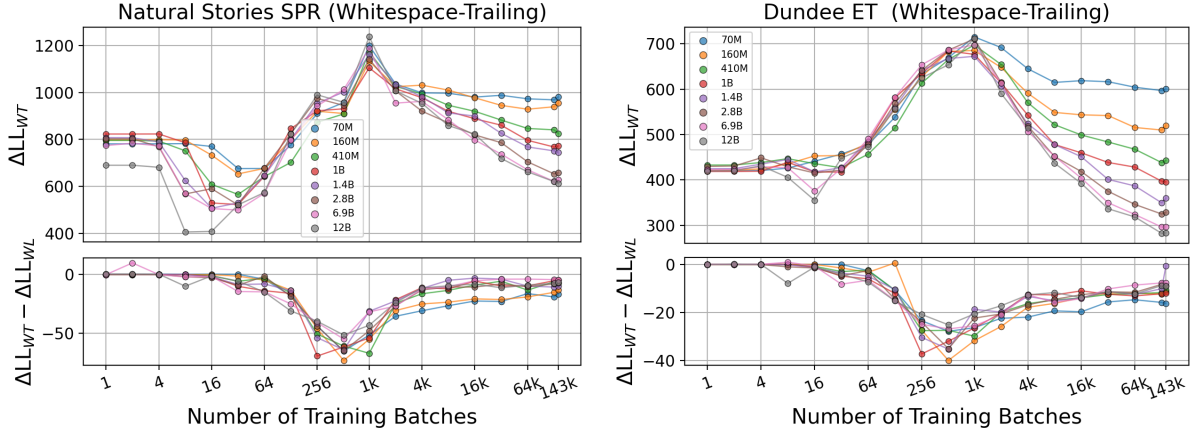 Natural Stories SPR (Whitespace-Trailing)
ΔLL_WT
1200
1000
800
600
400
70M
160M
410M
1B
1.4B
2.8B
6.9B
12B
ΔLL_WT − ΔLL_WL
0
−50
1 4 16 64 256 1k 4k 16k 64k 143k
Number of Training Batches
Dundee ET (Whitespace-Trailing)
ΔLL_WT
700
600
500
400
300
70M
160M
410M
1B
1.4B
2.8B
6.9B
12B
ΔLL_WT − ΔLL_WL
0
−20
−40
1 4 16 64 256 1k 4k 16k 64k 143k
Number of Training Batches